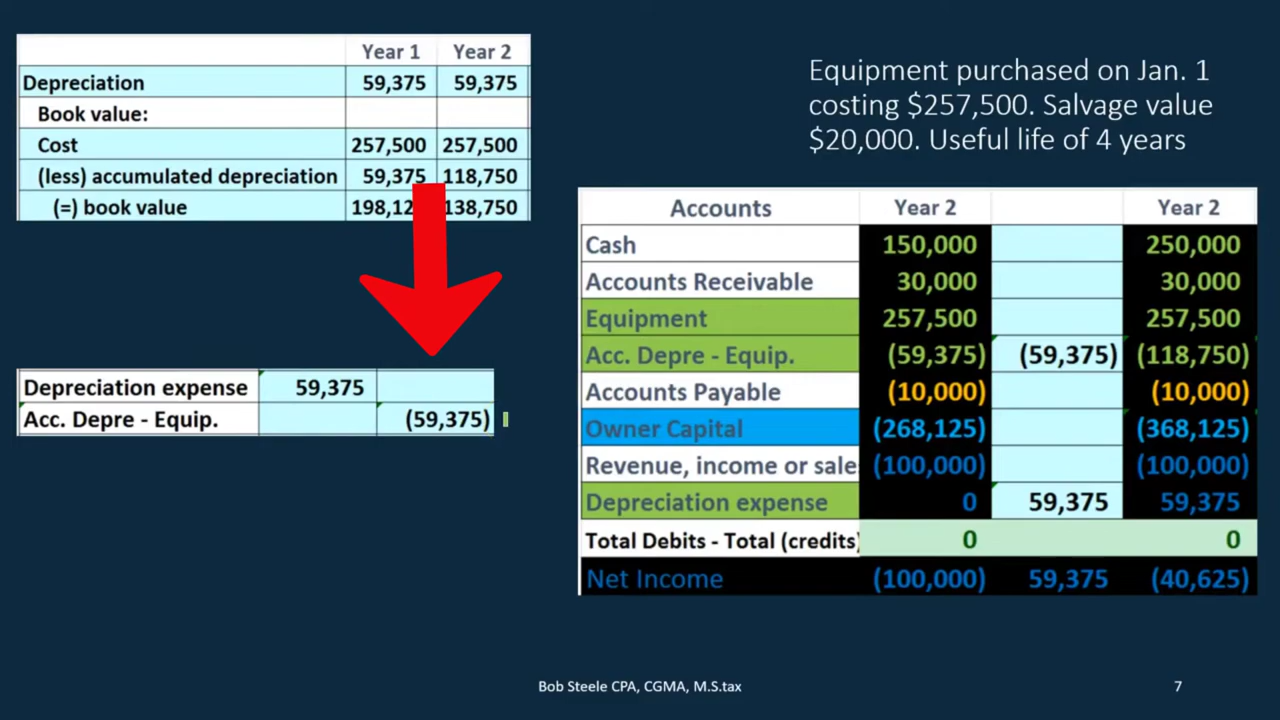 Year 1 Year 2
Depreciation 59,375 59,375
Book value:
Cost 257,500 257,500
(less) accumulated depreciation 59,375 118,750
(=) book value 198,12 138,750
Equipment purchased on Jan. 1
costing $257,500. Salvage value
$20,000. Useful life of 4 years
Depreciation expense 59,375
Acc. Depre - Equip. (59,375)
Accounts Year 2 Year 2
Cash 150,000 250,000
Accounts Receivable 30,000 30,000
Equipment 257,500 257,500
Acc. Depre - Equip. (59,375) (59,375) (118,750)
Accounts Payable (10,000) (10,000)
Owner Capital (268,125) (368,125)
Revenue, income or sale (100,000) (100,000)
Depreciation expense 0 59,375 59,375
Total Debits - Total (credits) 0 0
Net Income (100,000) 59,375 (40,625)
Bob Steele CPA, CGMA, M.S.tax
7